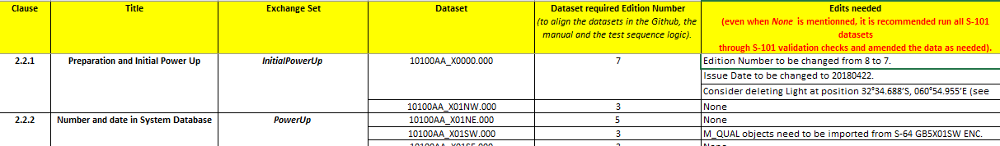 Clause Title Exchange Set Dataset Dataset required Edition Number Edits needed
(to align the datasets in the Github, the (even when None is mentionned, it is recommended run all S-101
manual and the test sequence logic). datasets
through S-101 validation checks and amended the data as needed).
2.2.1 Preparation and Initial Power Up InitialPowerUp 10100AA_X0000.000 7 Edition Number to be changed from 8 to 7.
Issue Date to be changed to 20180422.
Consider deleting Light at position 32°34.688’S, 060°54.955’E (see
10100AA_X01NW.000 3 None
2.2.2 Number and date in System Database PowerUp 10100AA_X01NE.000 5 None
10100AA_X01SW.000 3 M_QUAL objects need to be imported from S-64 GB5X01SW ENC.